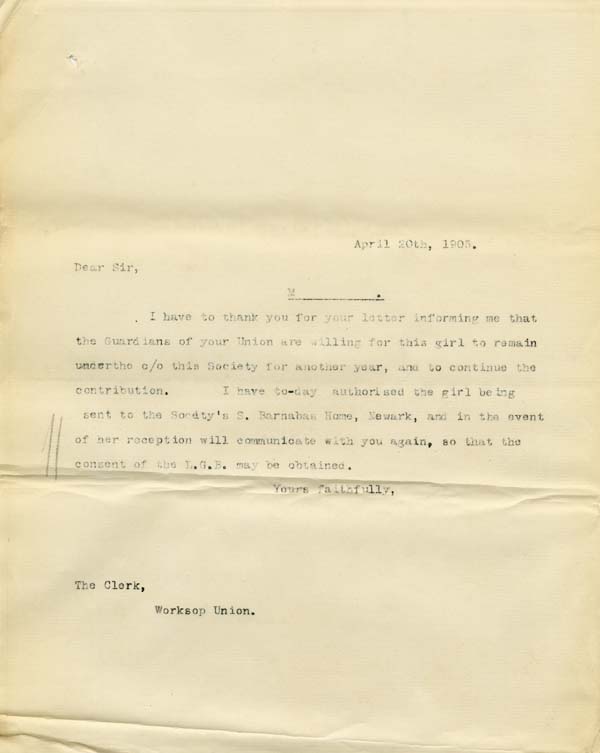 April 20th, 1905.
Dear Sir,
M ________.
I have to thank you for your letter informing me that
the Guardians of your Union are willing for this girl to remain
underthe c/o this Society for another year, and to continue the
contribution. I have to-day authorised the girl being
sent to the Socdty's S. Barnabas Home, Newark, and in the event
of her reception will communicate with you again, so that the
consent of the L.G.B. may be obtained.
Yours faithfully,
The Clerk,
Worksop Union.